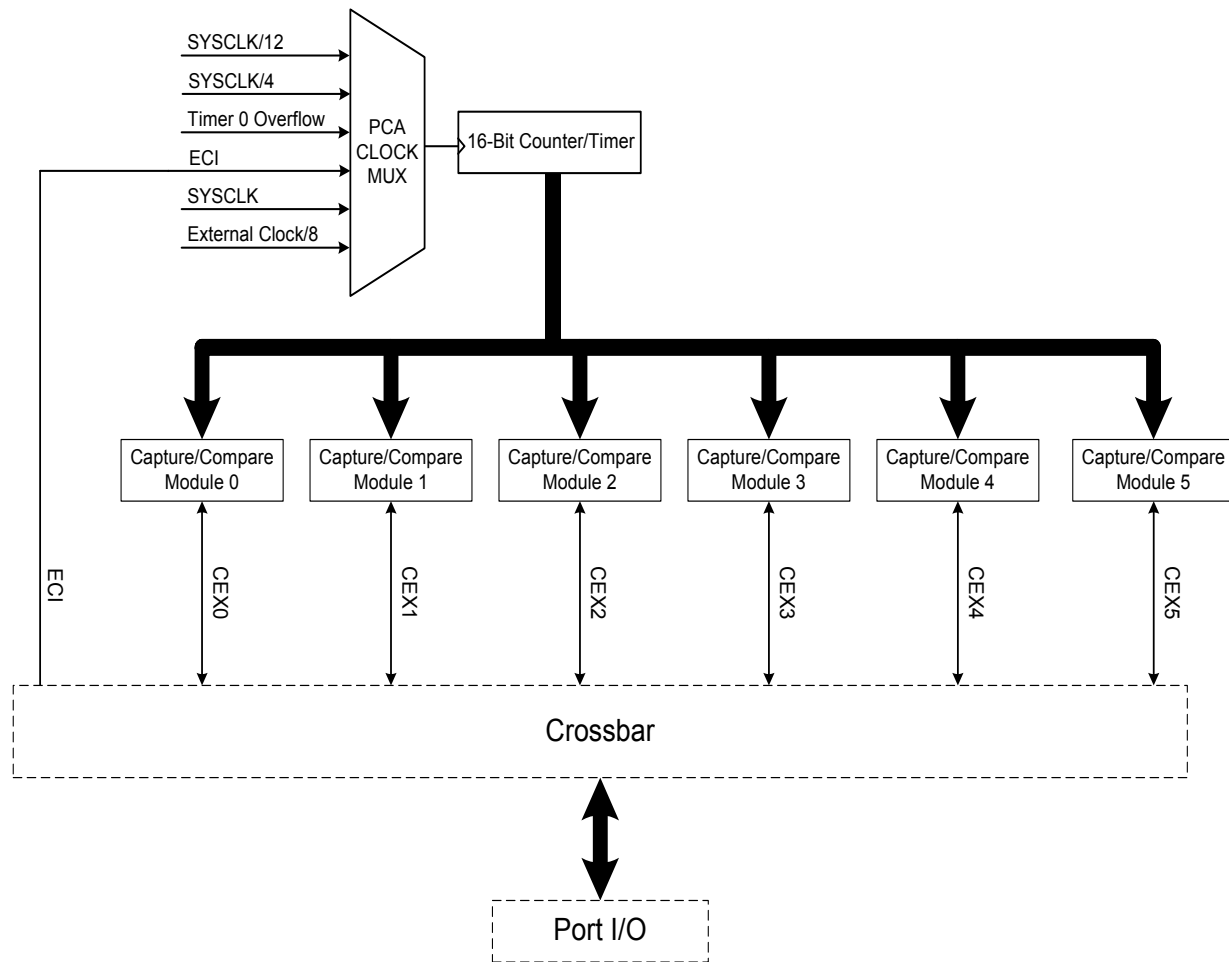 SYSCLK/12
SYSCLK/4
Timer 0 Overflow
ECI
SYSCLK
External Clock/8
PCA
CLOCK
MUX
16-Bit Counter/Timer
Capture/Compare
Module 0
Capture/Compare
Module 1
Capture/Compare
Module 2
Capture/Compare
Module 3
Capture/Compare
Module 4
Capture/Compare
Module 5
ECI
CEX0
CEX1
CEX2
CEX3
CEX4
CEX5
Crossbar
Port I/O